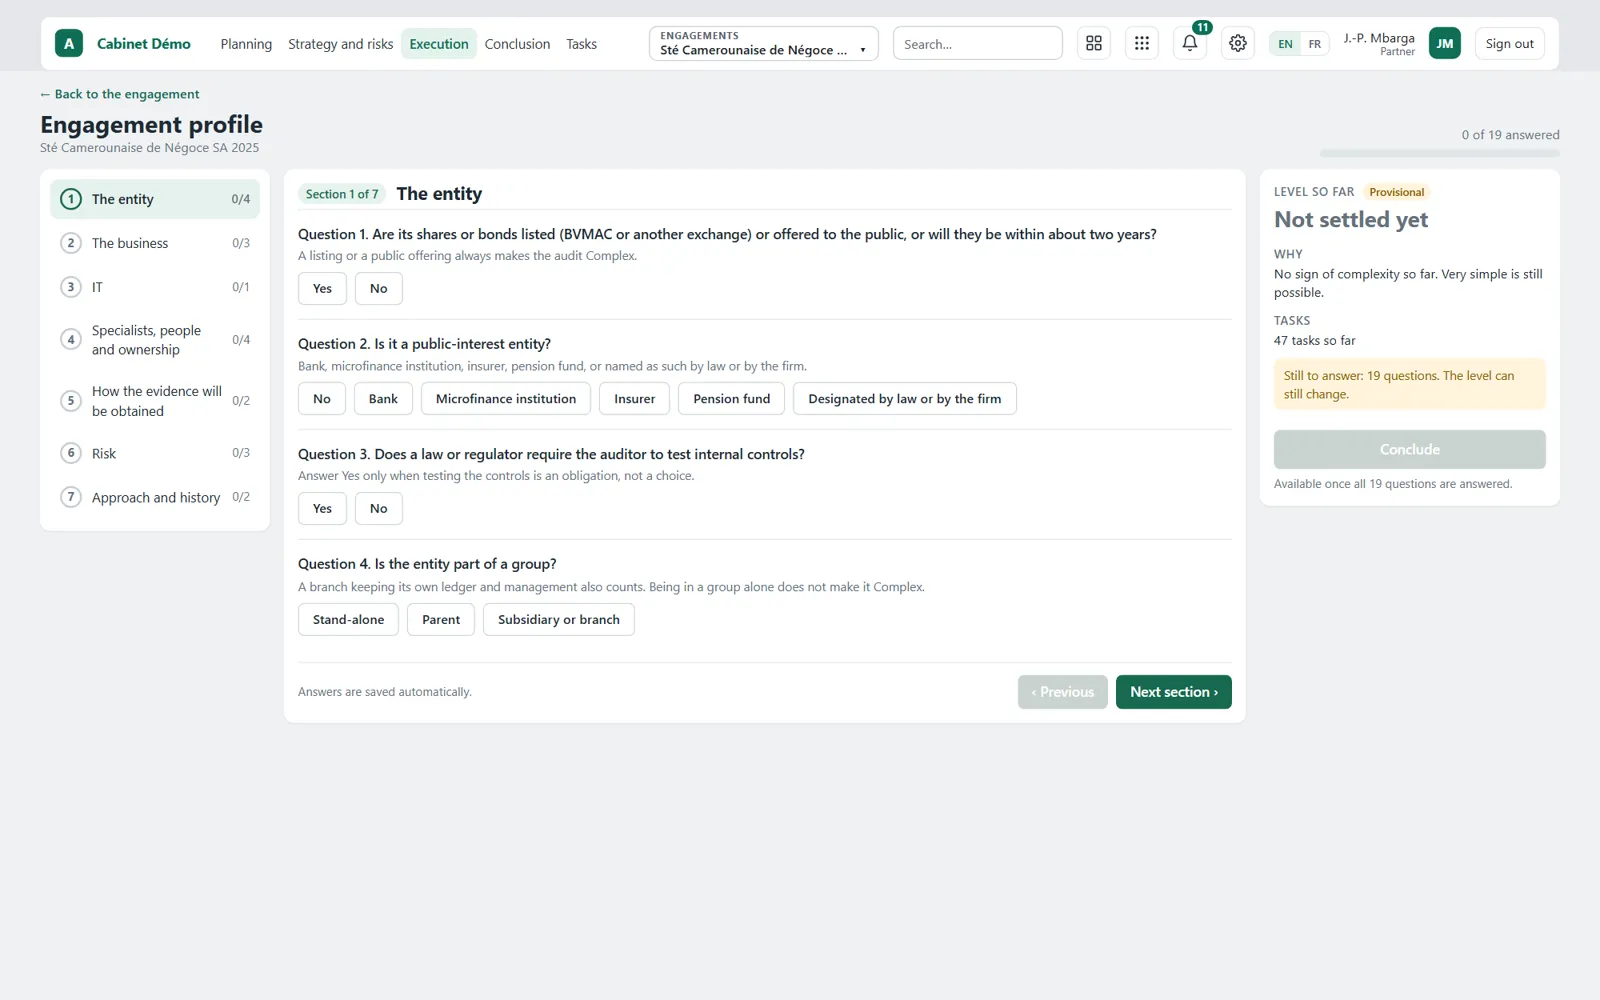 A
Cabinet Démo
Planning
Strategy and risks
Execution
Conclusion
Tasks
ENGAGEMENTS
Sté Camerounaise de Négoce ...
Search...
11
EN
FR
J.-P. Mbarga
Partner
JM
Sign out
← Back to the engagement
Engagement profile
Sté Camerounaise de Négoce SA 2025
0 of 19 answered
1 The entity 0/4
2 The business 0/3
3 IT 0/1
4 Specialists, people
and ownership 0/4
5 How the evidence will
be obtained 0/2
6 Risk 0/3
7 Approach and history 0/2
Section 1 of 7 The entity
Question 1. Are its shares or bonds listed (BVMAC or another exchange) or offered to the public, or will they be within about two years?
A listing or a public offering always makes the audit Complex.
Yes No
Question 2. Is it a public-interest entity?
Bank, microfinance institution, insurer, pension fund, or named as such by law or by the firm.
No Bank Microfinance institution Insurer Pension fund Designated by law or by the firm
Question 3. Does a law or regulator require the auditor to test internal controls?
Answer Yes only when testing the controls is an obligation, not a choice.
Yes No
Question 4. Is the entity part of a group?
A branch keeping its own ledger and management also counts. Being in a group alone does not make it Complex.
Stand-alone Parent Subsidiary or branch
Answers are saved automatically.
‹ Previous Next section ›
LEVEL SO FAR Provisional
Not settled yet
WHY
No sign of complexity so far. Very simple is still
possible.
TASKS
47 tasks so far
Still to answer: 19 questions. The level can
still change.
Conclude
Available once all 19 questions are answered.